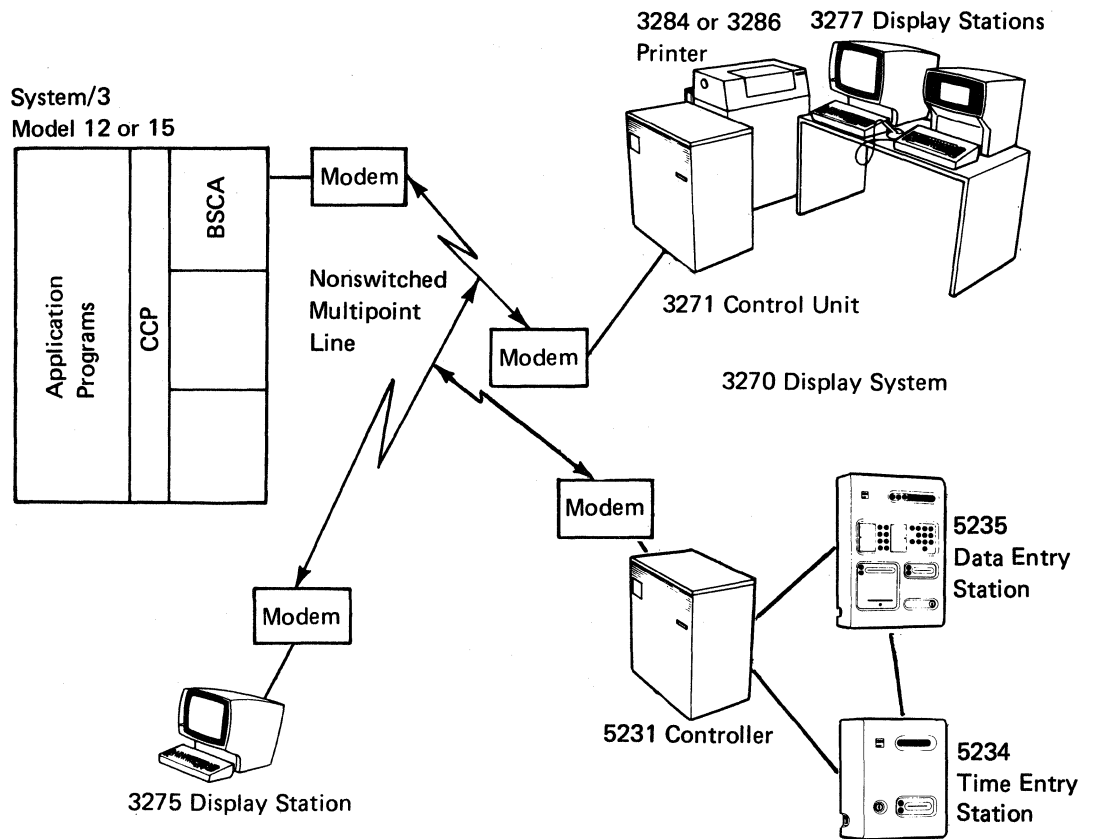 3284 or 3286
Printer
3277 Display Stations
System/3
Model 12 or 15
Application
Programs
CCP
BSCA
Modem
Nonswitched
Multipoint
Line
Modem
3271 Control Unit
3270 Display System
Modem
5235
Data Entry
Station
Modem
5231 Controller
5234
Time Entry
Station
3275 Display Station